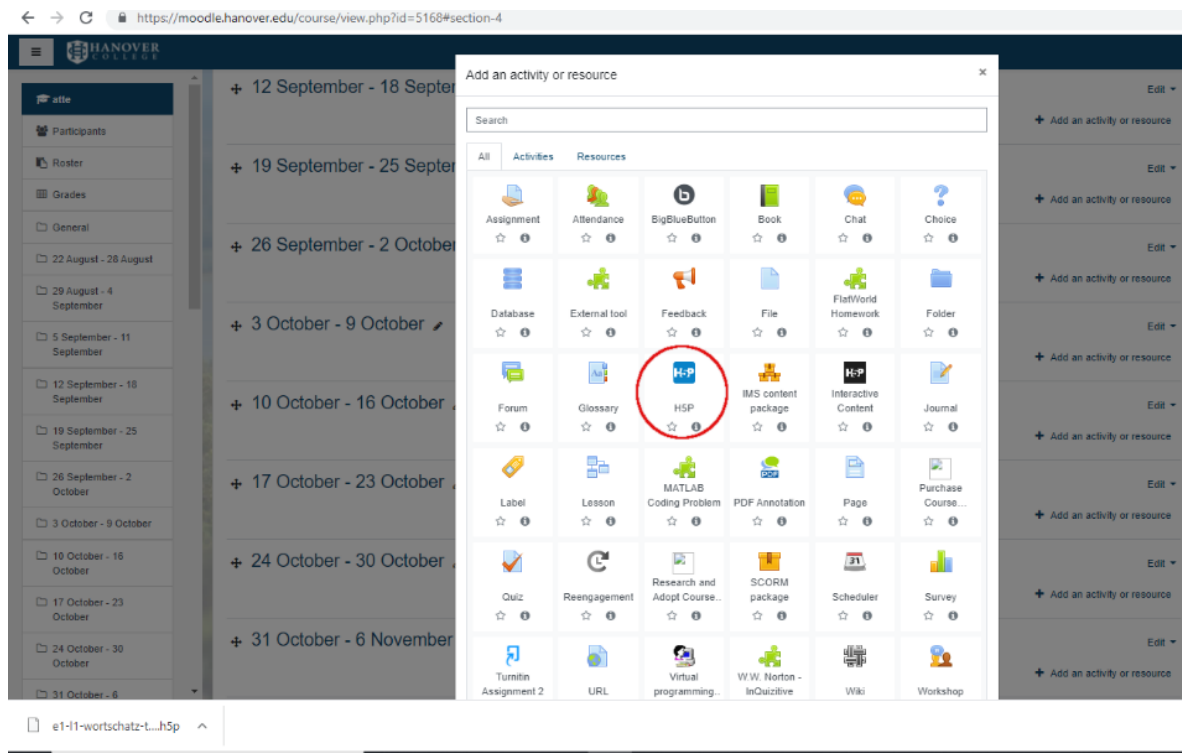 https://moodle.hanover.edu/course/view.php?id=5168#section-4
HANOVER
COLLEGE
atte
Participants
Roster
Grades
General
22 August - 28 August
29 August - 4
September
5 September - 11
September
12 September - 18
September
19 September - 25
September
26 September - 2
October
3 October - 9 October
10 October - 16
October
17 October - 23
October
24 October - 30
October
31 October - 6
12 September - 18 Septe
19 September - 25 Septe
26 September - 2 October
3 October - 9 October
10 October - 16 October
17 October - 23 October
24 October - 30 October
31 October - 6 November
Add an activity or resource
×
Search
All Activities Resources
Assignment Attendance BigBlueButton Book Chat Choice
Database External tool Feedback File FlatWorld Homework Folder
H-P H-P
Forum Glossary H5P IMS content package Interactive Content Journal
PDF
Label Lesson MATLAB Coding Problem PDF Annotation Page Purchase Course...
31
Quiz Reengagement Research and Adopt Course... SCORM package Scheduler Survey
Turnitin Assignment 2 URL Virtual programming... W.W. Norton - InQuizitive Wiki Workshop
Edit
+ Add an activity or resource
Edit
+ Add an activity or resource
Edit
+ Add an activity or resource
Edit
+ Add an activity or resource
Edit
+ Add an activity or resource
Edit
+ Add an activity or resource
Edit
+ Add an activity or resource
Edit
+ Add an activity or resource
e1-l1-wortschatz-t....h5p